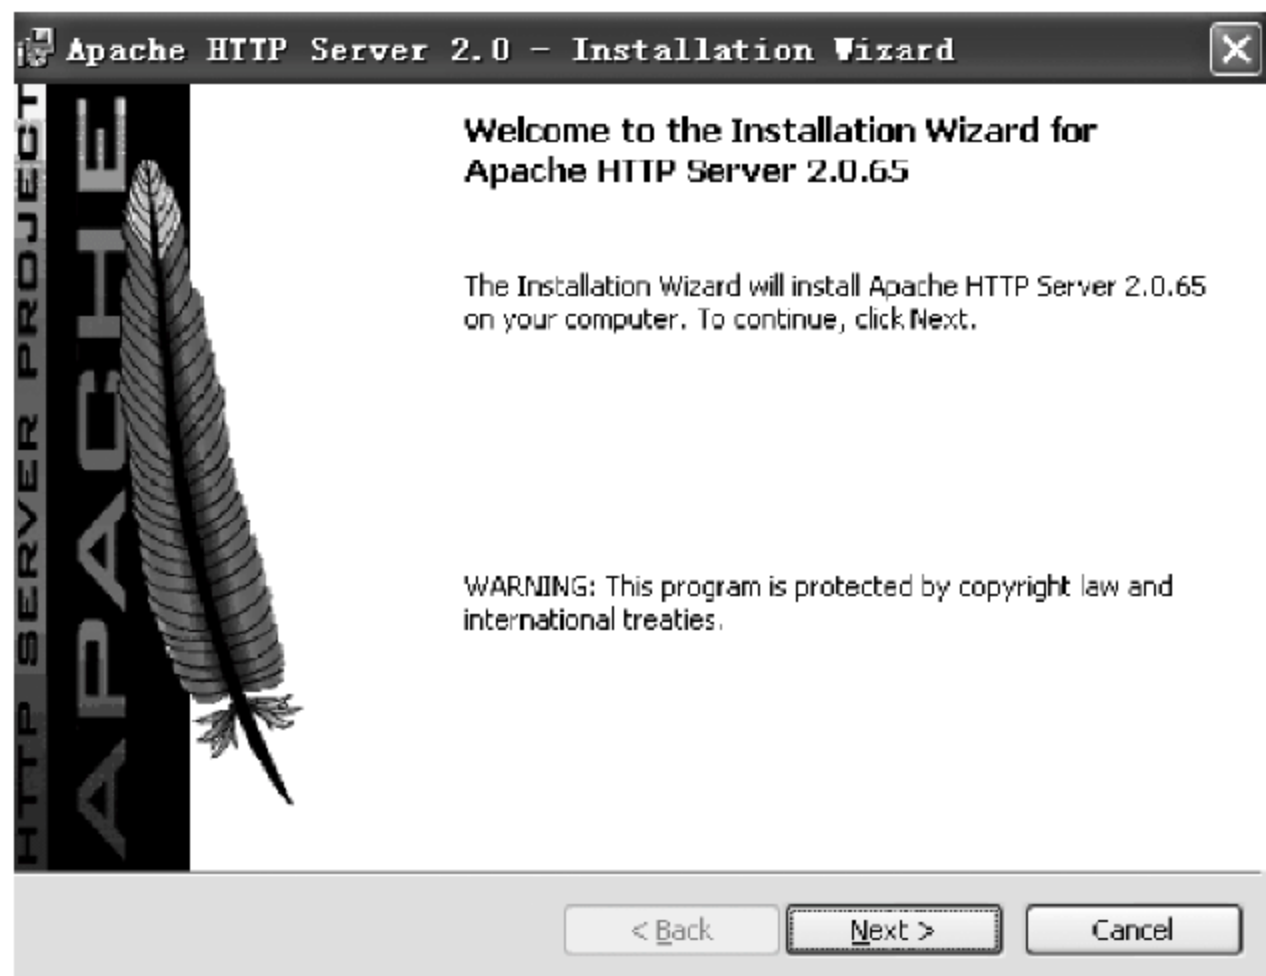 Apache HTTP Server 2.0 - Installation Wizard
HTTP SERVER PROJECT
APACHE
Welcome to the Installation Wizard for
Apache HTTP Server 2.0.65
The Installation Wizard will install Apache HTTP Server 2.0.65
on your computer. To continue, click Next.
WARNING: This program is protected by copyright law and
international treaties.
< Back
Next >
Cancel